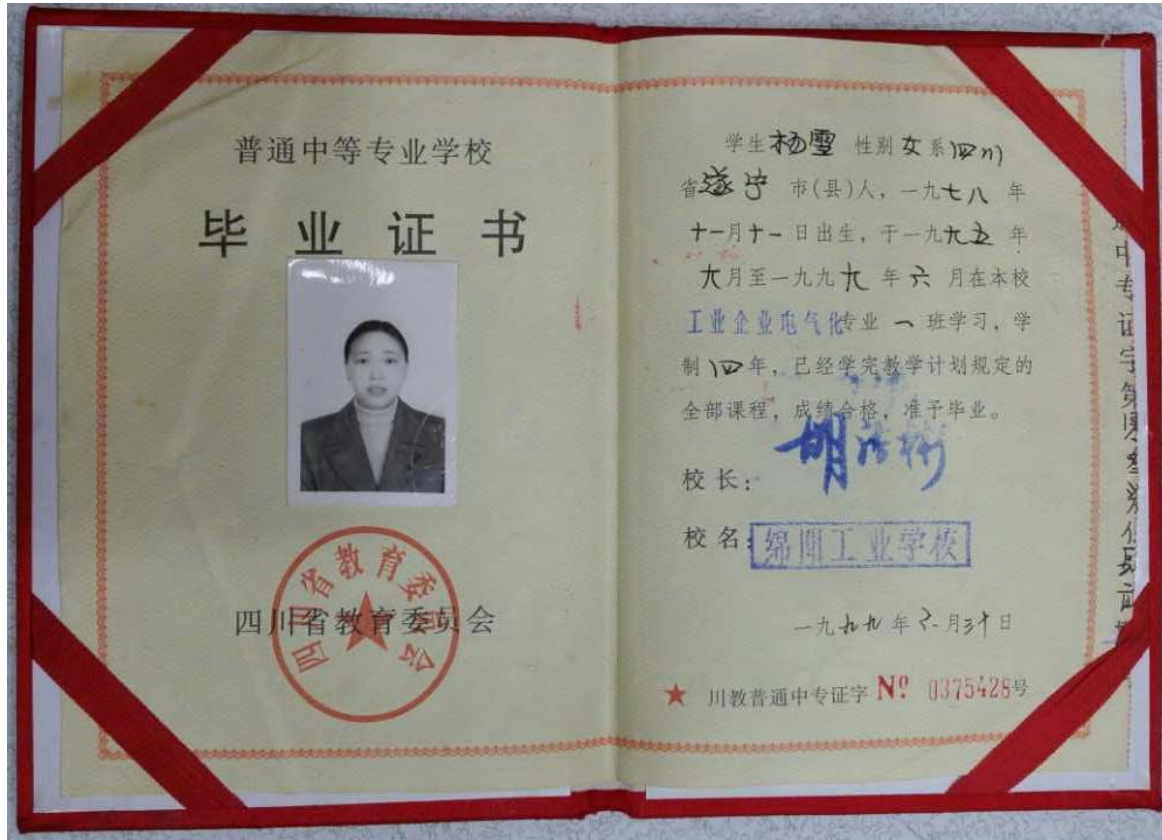 普通中等专业学校
毕业证书
四川省教育委员会
四川省教育委员会
学生杨雪 性别女系四川
省遂宁 市(县)人，一九七八 年
十一月十一日出生，于一九九五 年
九月至一九九九 年六 月在本校
工业企业电气化专业 一 班学习，学
制四年，已经学完教学计划规定的
全部课程，成绩合格，准予毕业。
校长：
校名：绵阳工业学校
一九九九年六月三十日
★ 川教普通中专证字 Nº 0375428号
中专证字第